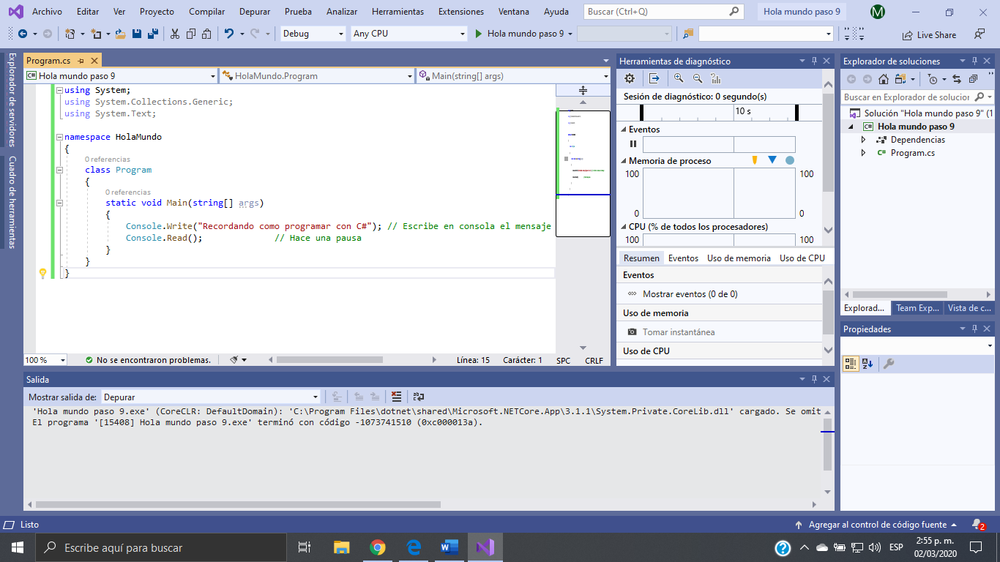 Archivo Editar Ver Proyecto Compilar Depurar Prueba Analizar Herramientas Extensiones Ventana Ayuda Buscar (Ctrl+Q) Hola mundo paso 9 M
Debug Any CPU Hola mundo paso 9 Live Share
Explorador de servidores
Cuadro de herramientas
Program.cs
C# Hola mundo paso 9 HolaMundo.Program Main(string[] args)
using System;
using System.Collections.Generic;
using System.Text;
namespace HolaMundo
{
0 referencias
class Program
{
0 referencias
static void Main(string[] args)
{
Console.Write("Recordando como programar con C#"); // Escribe en consola el mensaje
Console.Read(); // Hace una pausa
}
}
}
100 % No se encontraron problemas. Línea: 15 Carácter: 1 SPC CRLF
Herramientas de diagnóstico
Sesión de diagnóstico: 0 segundo(s)
10 s
Eventos
Memoria de proceso
100 100
0 0
CPU (% de todos los procesadores)
100 100
Resumen Eventos Uso de memoria Uso de CPU
Eventos
Mostrar eventos (0 de 0)
Uso de memoria
Tomar instantánea
Uso de CPU
Explorador de soluciones
Buscar en Explorador de solucior
Solución "Hola mundo paso 9" (1
C# Hola mundo paso 9
Dependencias
C# Program.cs
Explorad... Team Exp... Vista de c...
Propiedades
Salida
Mostrar salida de: Depurar
'Hola mundo paso 9.exe' (CoreCLR: DefaultDomain): 'C:\Program Files\dotnet\shared\Microsoft.NETCore.App\3.1.1\System.Private.CoreLib.dll' cargado. Se omit
El programa '[15408] Hola mundo paso 9.exe' terminó con código -1073741510 (0xc000013a).
Listo Agregar al control de código fuente 2
Escribe aquí para buscar ESP 2:55 p. m.
02/03/2020